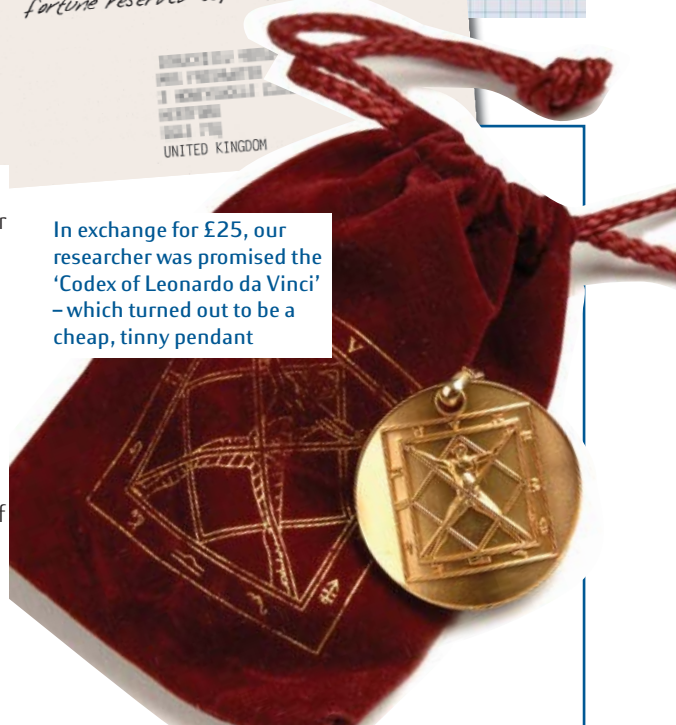 fortune reserved
UNITED KINGDOM
r
In exchange for £25, our
researcher was promised the
‘Codex of Leonardo da Vinci’
– which turned out to be a
cheap, tinny pendant
f